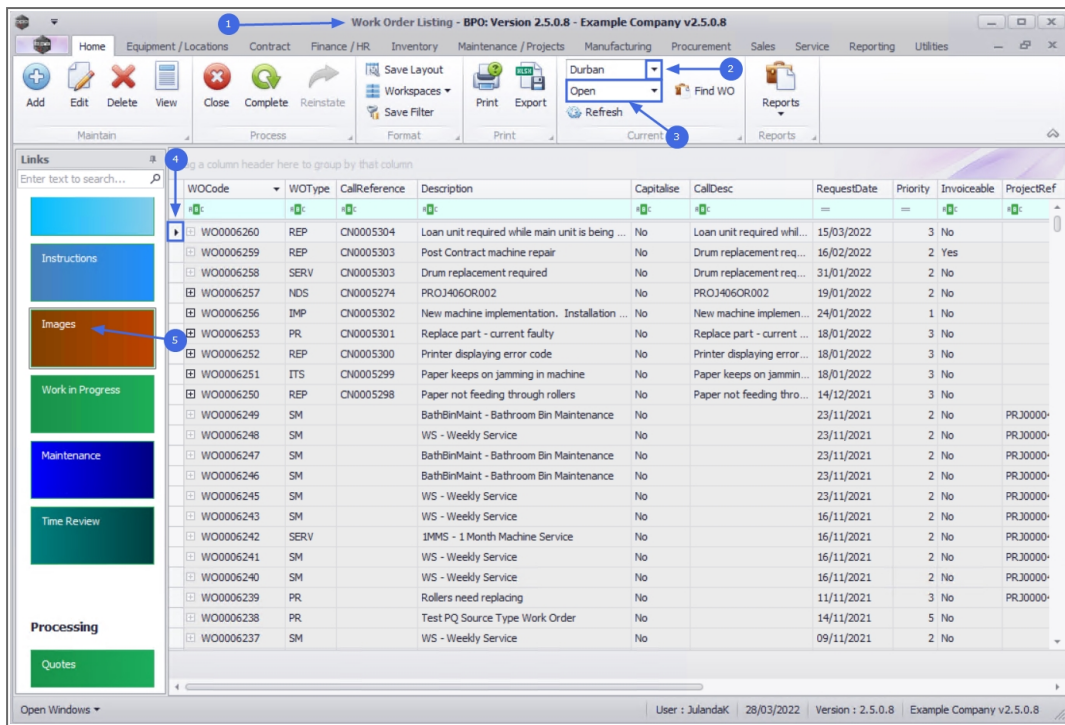 1
Work Order Listing - BPO: Version 2.5.0.8 - Example Company v2.5.0.8
Home Equipment / Locations Contract Finance / HR Inventory Maintenance / Projects Manufacturing Procurement Sales Service Reporting Utilities
Add Edit Delete View Close Complete Reinstate
Save Layout
Workspaces
Save Filter
Print Export
Durban 2
Open Find WO
Refresh
Reports
Maintain Process Format Print Current 3 Reports
Links 4 a column header here to group by that column
Enter text to search...
WOCode WOType CallReference Description Capitalise CallDesc RequestDate Priority Invoiceable ProjectRef
WO0006260 REP CN0005304 Loan unit required while main unit is being ... No Loan unit required whil... 15/03/2022 3 No
WO0006259 REP CN0005303 Post Contract machine repair No Drum replacement req... 16/02/2022 2 Yes
WO0006258 SERV CN0005303 Drum replacement required No Drum replacement req... 31/01/2022 2 No
WO0006257 NDS CN0005274 PROJ406OR002 No PROJ406OR002 19/01/2022 2 No
WO0006256 IMP CN0005302 New machine implementation. Installation ... No New machine implemen... 24/01/2022 1 No
WO0006253 PR CN0005301 Replace part - current faulty No Replace part - current ... 18/01/2022 3 No
WO0006252 REP CN0005300 Printer displaying error code No Printer displaying error... 18/01/2022 3 No
WO0006251 ITS CN0005299 Paper keeps on jamming in machine No Paper keeps on jammin... 18/01/2022 3 No
WO0006250 REP CN0005298 Paper not feeding through rollers No Paper not feeding thro... 14/12/2021 3 No
WO0006249 SM BathBinMaint - Bathroom Bin Maintenance No 23/11/2021 2 No PRJ0000
WO0006248 SM WS - Weekly Service No 23/11/2021 2 No PRJ0000
WO0006247 SM BathBinMaint - Bathroom Bin Maintenance No 23/11/2021 2 No PRJ0000
WO0006246 SM BathBinMaint - Bathroom Bin Maintenance No 23/11/2021 2 No PRJ0000
WO0006245 SM WS - Weekly Service No 23/11/2021 2 No PRJ0000
WO0006243 SM WS - Weekly Service No 16/11/2021 2 No PRJ0000
WO0006242 SERV 1MMS - 1 Month Machine Service No 16/11/2021 2 No PRJ0000
WO0006241 SM WS - Weekly Service No 16/11/2021 2 No PRJ0000
WO0006240 SM WS - Weekly Service No 16/11/2021 2 No PRJ0000
WO0006239 PR Rollers need replacing No 11/11/2021 3 No PRJ0000
WO0006238 PR Test PQ Source Type Work Order No 14/11/2021 5 No
WO0006237 SM WS - Weekly Service No 09/11/2021 2 No
Instructions
Images
5
Work in Progress
Maintenance
Time Review
Processing
Quotes
Open Windows User : JulandaK 28/03/2022 Version : 2.5.0.8 Example Company v2.5.0.8